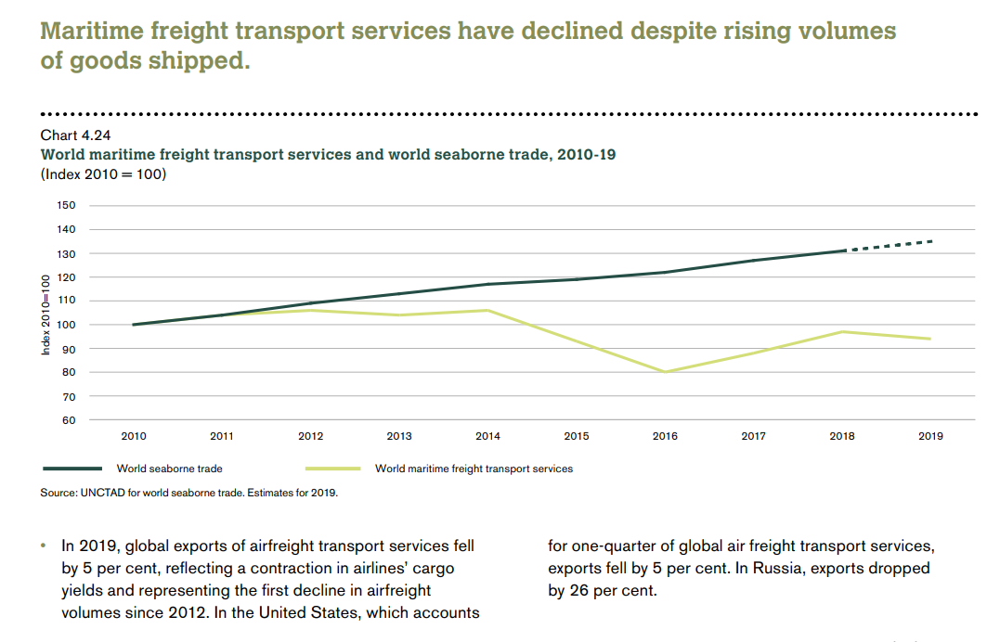 Maritime freight transport services have declined despite rising volumes
of goods shipped.
Chart 4.24
World maritime freight transport services and world seaborne trade, 2010-19
(Index 2010 = 100)
Index 2010=100
150
140
130
120
110
100
90
80
70
60
2010 2011 2012 2013 2014 2015 2016 2017 2018 2019
World seaborne trade World maritime freight transport services
Source: UNCTAD for world seaborne trade. Estimates for 2019.
• In 2019, global exports of airfreight transport services fell
by 5 per cent, reflecting a contraction in airlines' cargo
yields and representing the first decline in airfreight
volumes since 2012. In the United States, which accounts
for one-quarter of global air freight transport services,
exports fell by 5 per cent. In Russia, exports dropped
by 26 per cent.